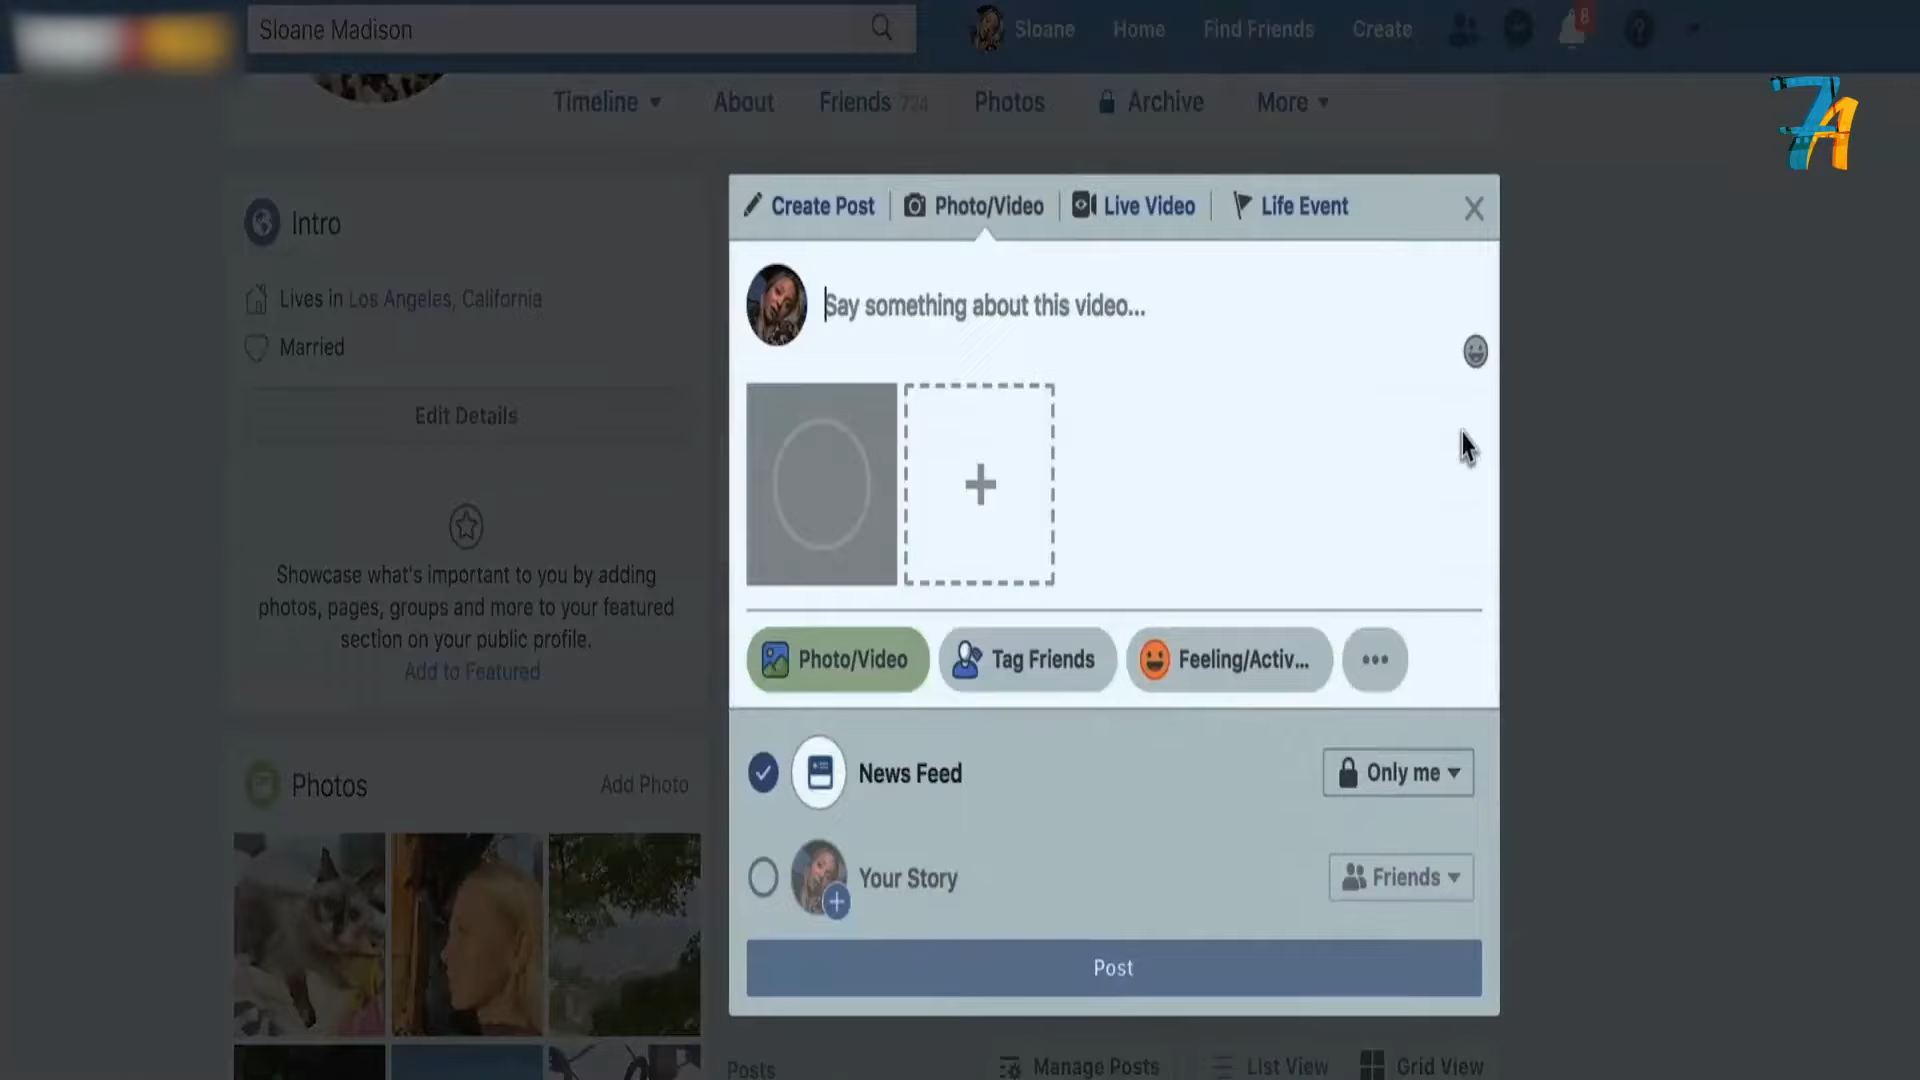 Sloane Madison
Sloane Home Find Friends Create 8
Timeline About Friends 724 Photos Archive More
Create Post Photo/Video Live Video Life Event
Intro
Lives in Los Angeles, California
Married
Edit Details
Showcase what's important to you by adding
photos, pages, groups and more to your featured
section on your public profile.
Add to Featured
Photos Add Photo
Say something about this video...
Photo/Video Tag Friends Feeling/Activ...
News Feed Only me
Your Story Friends
Post
Posts Manage Posts List View Grid View
7A